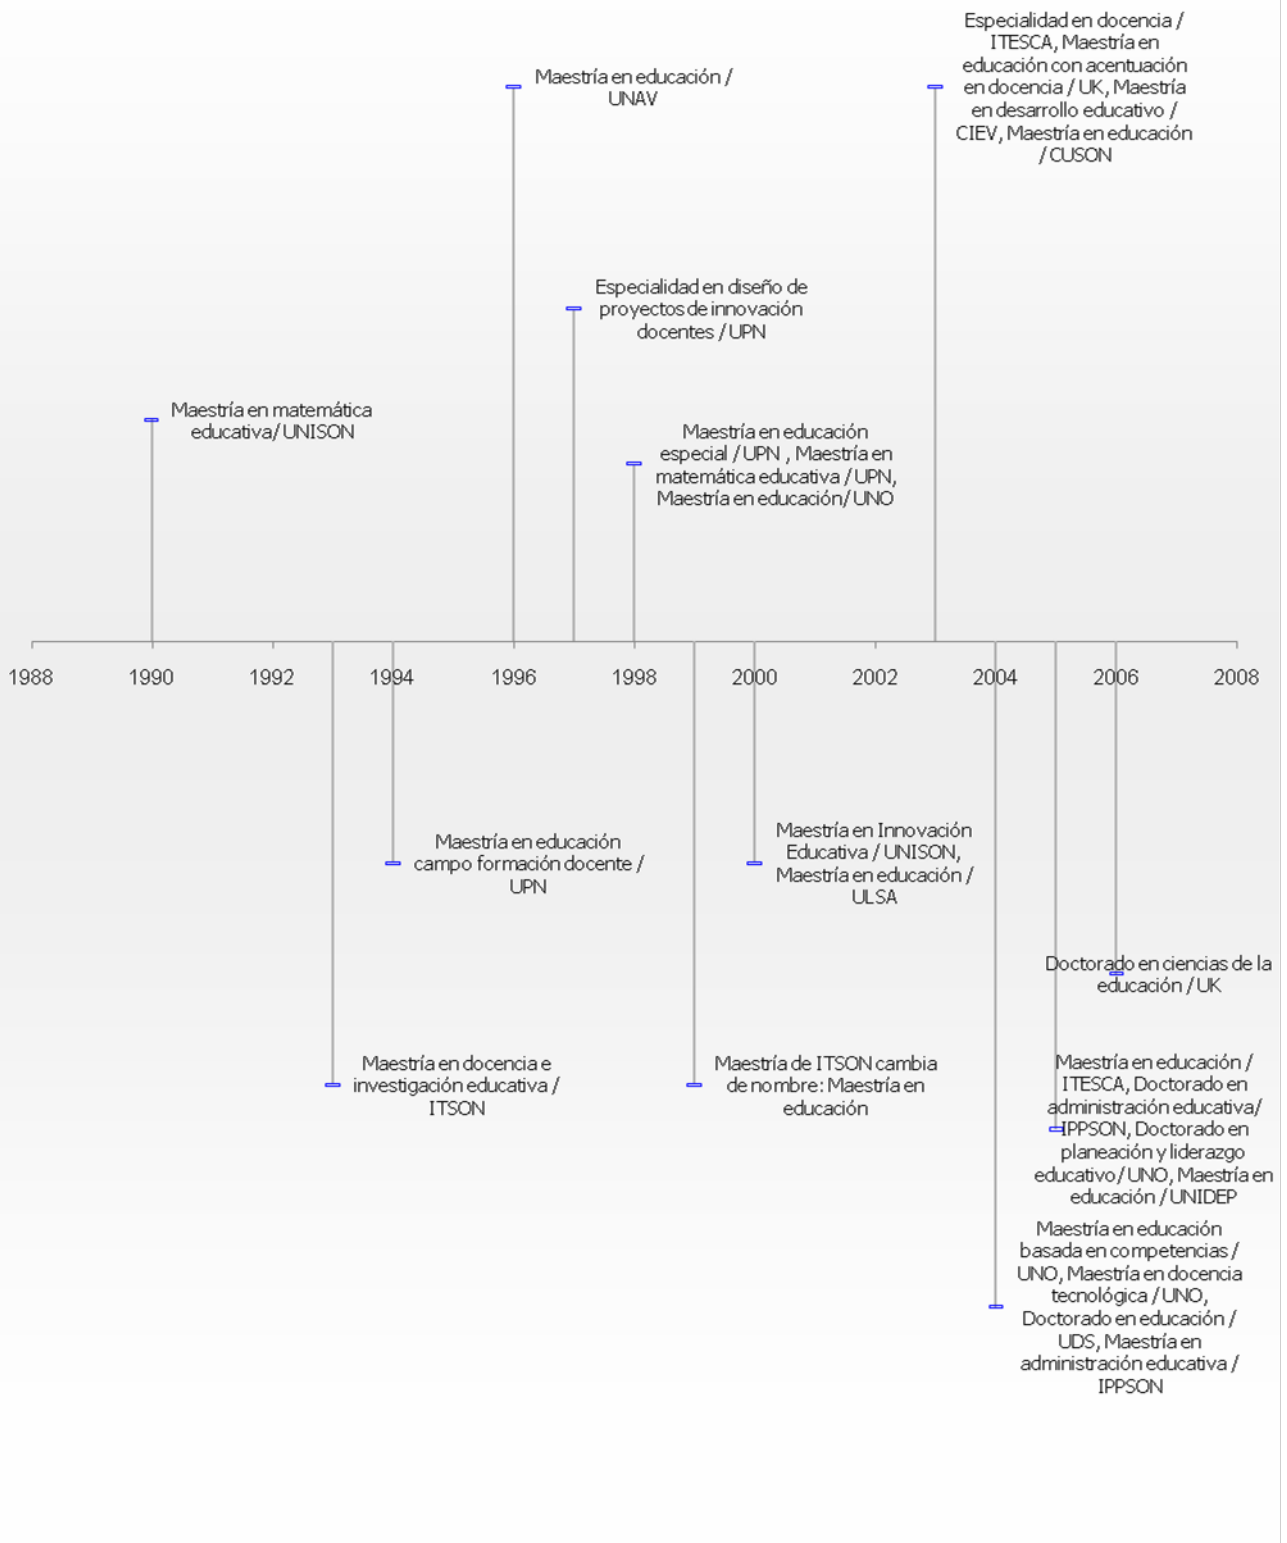 Especialidad en docencia /
ITESCA, Maestría en
educación con acentuación
en docencia / UK, Maestría
en desarrollo educativo /
CIEV, Maestría en educación
/ CUSON
Maestría en educación /
UNAV
Especialidad en diseño de
proyectos de innovación
docentes / UPN
Maestría en matemática
educativa/ UNISON
Maestría en educación
especial / UPN , Maestría en
matemática educativa / UPN,
Maestría en educación/ UNO
1988 1990 1992 1994 1996 1998 2000 2002 2004 2006 2008
Maestría en educación
campo formación docente /
UPN
Maestría en Innovación
Educativa / UNISON,
Maestría en educación /
ULSA
Doctorado en ciencias de la
educación / UK
Maestría en docencia e
investigación educativa /
ITSON
Maestría de ITSON cambia
de nombre: Maestría en
educación
Maestría en educación /
ITESCA, Doctorado en
administración educativa/
IPPSON, Doctorado en
planeación y liderazgo
educativo/ UNO, Maestría en
educación / UNIDEP
Maestría en educación
basada en competencias /
UNO, Maestría en docencia
tecnológica / UNO,
Doctorado en educación /
UDS, Maestría en
administración educativa /
IPPSON